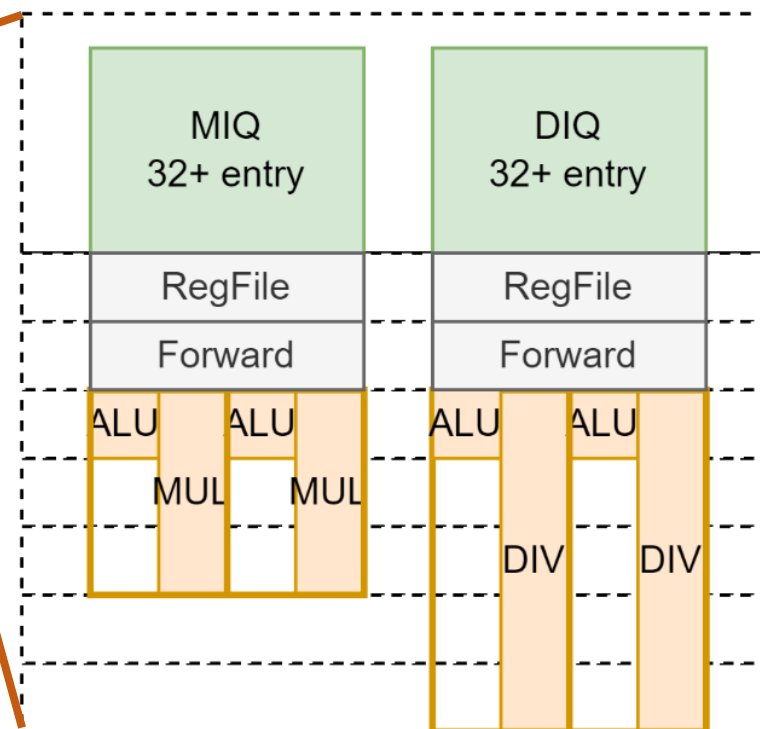 MIQ
32+ entry
DIQ
32+ entry
RegFile
RegFile
Forward
Forward
ALU
ALU
ALU
ALU
MUL
MUL
DIV
DIV